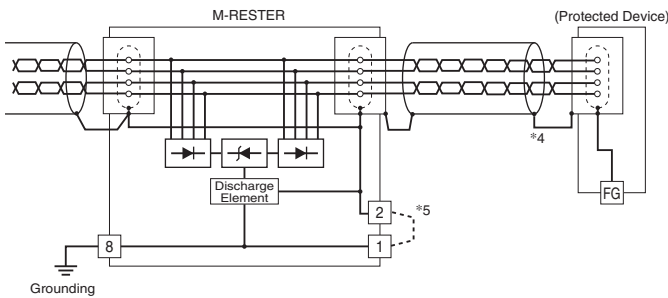 M-RESTER
(Protected Device)
*4
Discharge
Element
FG
2
*5
8
1
Grounding